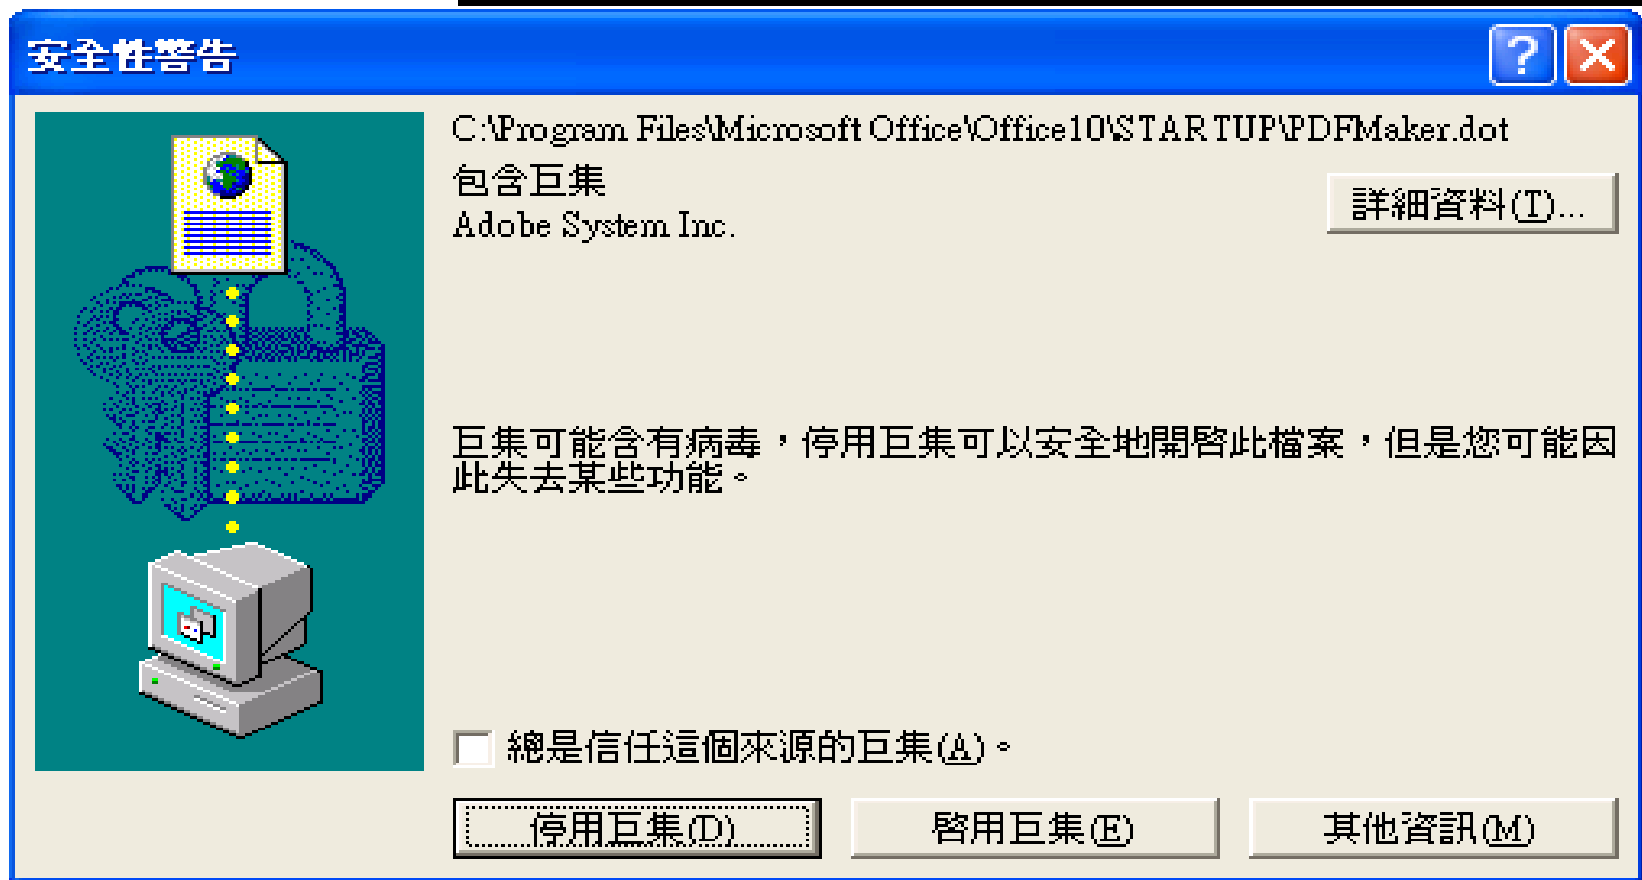 安全性警告
C:\Program Files\Microsoft Office\Office10\STARTUP\PDFMaker.dot
包含巨集
詳細資料(T)...
Adobe System Inc.
巨集可能含有病毒，停用巨集可以安全地開啓此檔案，但是您可能因
此失去某些功能。
總是信任這個來源的巨集(A)。
停用巨集(D)
啓用巨集(E)
其他資訊(M)